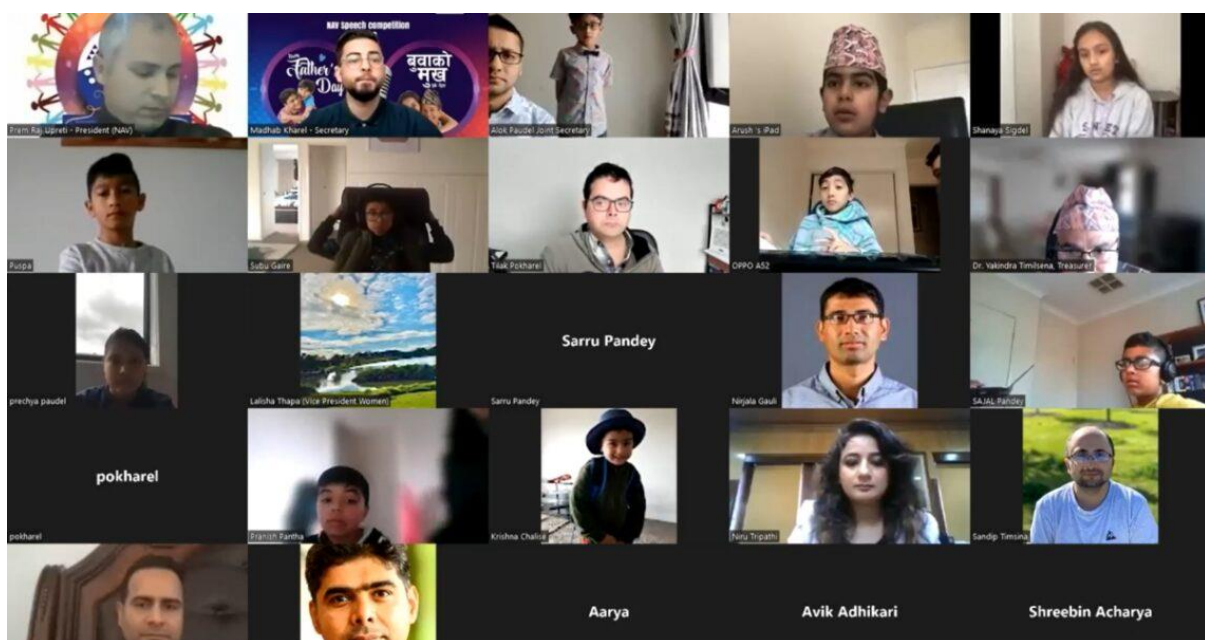 Prem Raj Upreti - President (NAV)
NAV Speech competition
Father's
Day
बुवाको
मुख
Madhab Kharel - Secretary
Alok Paudel Joint Secretary
Arush 's iPad
Shanaya Sigdel
Puspa
Subu Gaire
Tilak Pokharel
OPPO A52
Dr. Yakindra Timilsena, Treasurer
prechya paudel
Lalisha Thapa (Vice President Women)
Sarru Pandey
Sarru Pandey
Nirjala Gauli
SAJAL Pandey
pokharel
pokharel
Pranish Pantha
Krishna Chalise
Niru Tripathi
Sandip Timsina
Aarya
Avik Adhikari
Shreebin Acharya